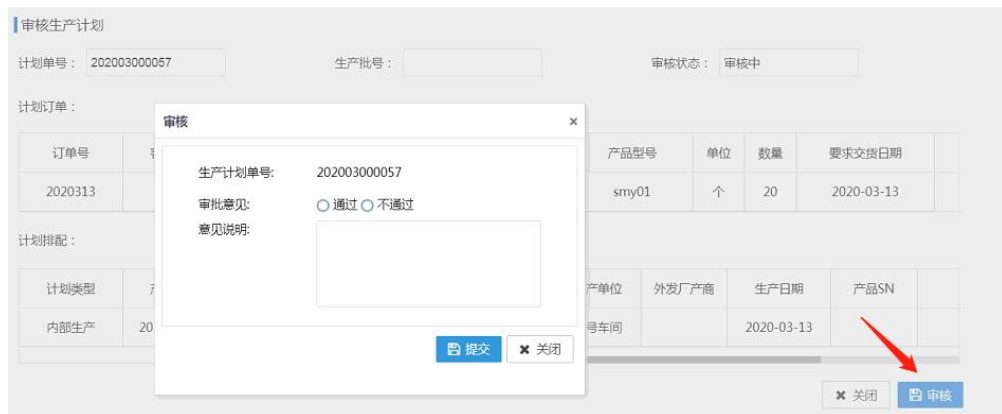 审核生产计划
计划单号： 202003000057 生产批号： 审核状态： 审核中
计划订单：
审核 ×
订单号 产品型号 单位 数量 要求交货日期
2020313 smy01 个 20 2020-03-13
生产计划单号: 202003000057
审批意见: 通过 不通过
意见说明:
计划排配：
计划类型 产单位 外发厂商 生产日期 产品SN
内部生产 20 号车间 2020-03-13
提交 × 关闭
× 关闭 审核